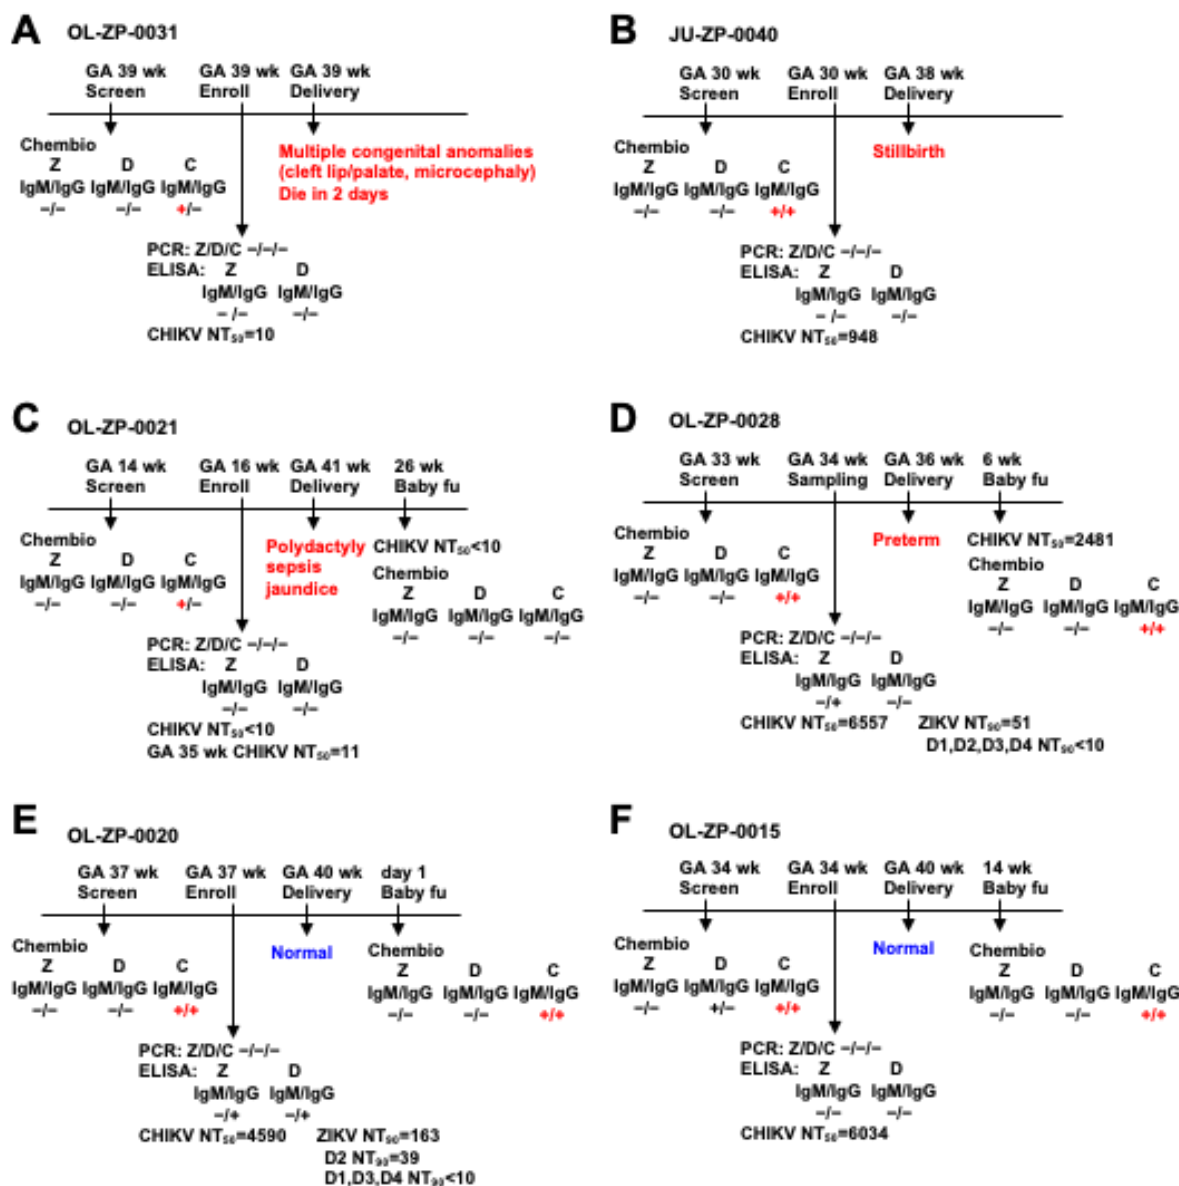 A OL-ZP-0031
GA 39 wk GA 39 wk GA 39 wk
Screen Enroll Delivery
Chembio
Z D C
IgM/IgG IgM/IgG IgM/IgG
–/– –/– +/–
Multiple congenital anomalies
(cleft lip/palate, microcephaly)
Die in 2 days
PCR: Z/D/C –/–/–
ELISA: Z D
IgM/IgG IgM/IgG
–/– –/–
CHIKV NT₅₀=10
B JU-ZP-0040
GA 30 wk GA 30 wk GA 38 wk
Screen Enroll Delivery
Chembio
Z D C
IgM/IgG IgM/IgG IgM/IgG
–/– –/– +/+
Stillbirth
PCR: Z/D/C –/–/–
ELISA: Z D
IgM/IgG IgM/IgG
–/– –/–
CHIKV NT₅₀=948
C OL-ZP-0021
GA 14 wk GA 16 wk GA 41 wk 26 wk
Screen Enroll Delivery Baby fu
Chembio
Z D C
IgM/IgG IgM/IgG IgM/IgG
–/– –/– +/–
Polydactyly
sepsis
jaundice
CHIKV NT₅₀<10
Chembio
Z D C
IgM/IgG IgM/IgG IgM/IgG
–/– –/– –/–
PCR: Z/D/C –/–/–
ELISA: Z D
IgM/IgG IgM/IgG
–/– –/–
CHIKV NT₅₀<10
GA 35 wk CHIKV NT₅₀=11
D OL-ZP-0028
GA 33 wk GA 34 wk GA 36 wk 6 wk
Screen Sampling Delivery Baby fu
Chembio
Z D C
IgM/IgG IgM/IgG IgM/IgG
–/– –/– +/+
Preterm
CHIKV NT₅₀=2481
Chembio
Z D C
IgM/IgG IgM/IgG IgM/IgG
–/– –/– +/+
PCR: Z/D/C –/–/–
ELISA: Z D
IgM/IgG IgM/IgG
–/+ –/–
CHIKV NT₅₀=6557 ZIKV NT₉₀=51
D1,D2,D3,D4 NT₉₀<10
E OL-ZP-0020
GA 37 wk GA 37 wk GA 40 wk day 1
Screen Enroll Delivery Baby fu
Chembio
Z D C
IgM/IgG IgM/IgG IgM/IgG
–/– –/– +/+
Normal
Chembio
Z D C
IgM/IgG IgM/IgG IgM/IgG
–/– –/– +/+
PCR: Z/D/C –/–/–
ELISA: Z D
IgM/IgG IgM/IgG
–/+ –/+
CHIKV NT₅₀=4590 ZIKV NT₉₀=163
D2 NT₉₀=39
D1,D3,D4 NT₉₀<10
F OL-ZP-0015
GA 34 wk GA 34 wk GA 40 wk 14 wk
Screen Enroll Delivery Baby fu
Chembio
Z D C
IgM/IgG IgM/IgG IgM/IgG
–/– +/– +/+
Normal
Chembio
Z D C
IgM/IgG IgM/IgG IgM/IgG
–/– –/– +/+
PCR: Z/D/C –/–/–
ELISA: Z D
IgM/IgG IgM/IgG
–/– –/–
CHIKV NT₅₀=6034